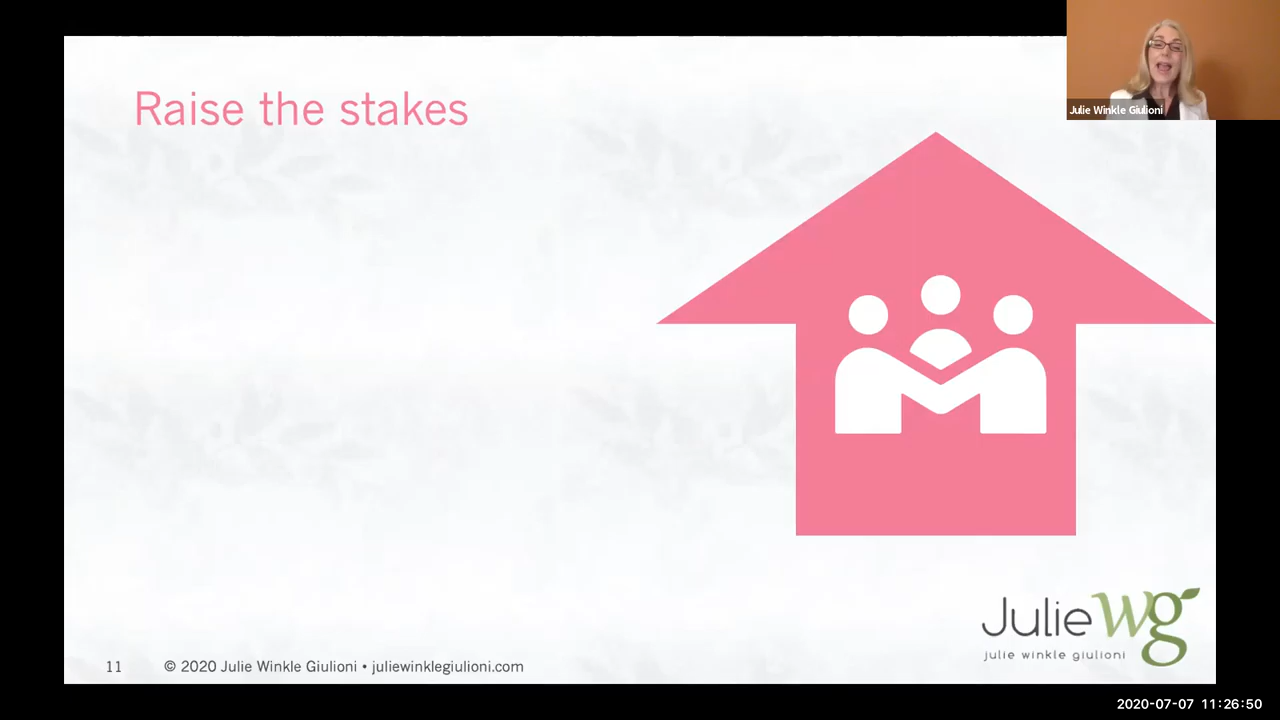 Raise the stakes
Julie Winkle Giulioni
Julie wg
julie winkle giulioni
11 © 2020 Julie Winkle Giulioni • juliewinklegiulioni.com
2020-07-07 11:26:50